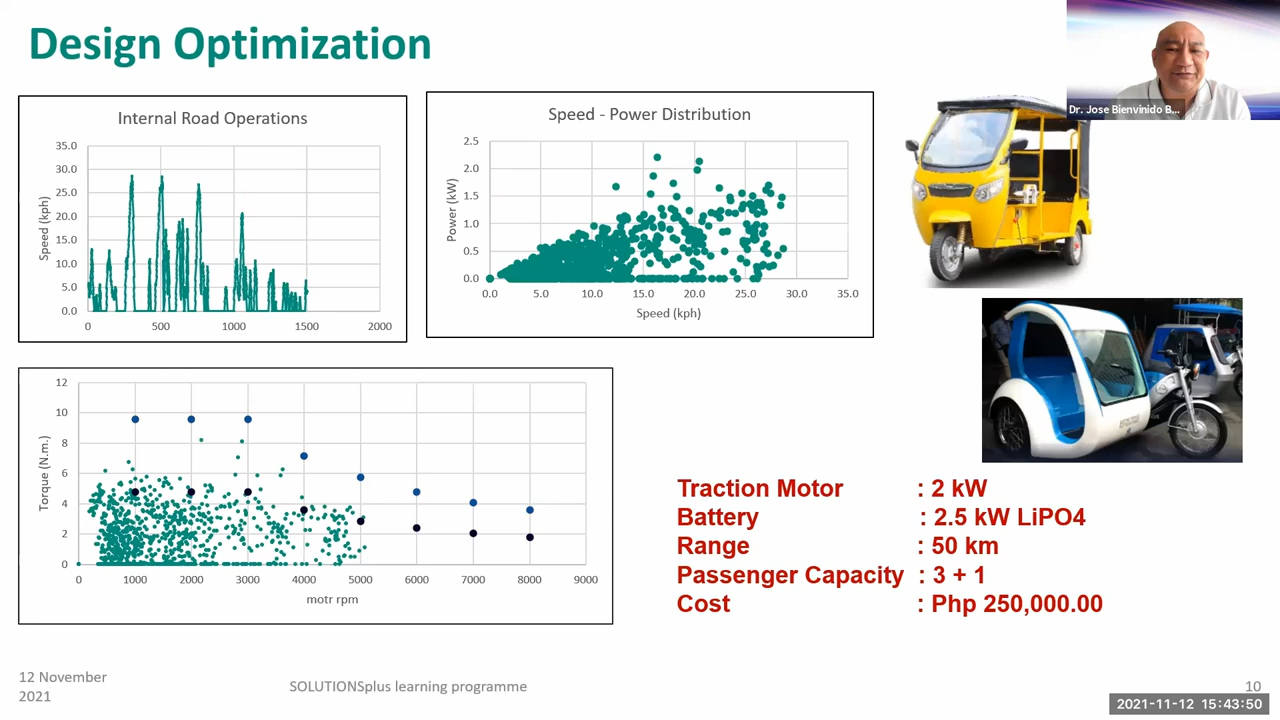 Design Optimization
Dr. Jose Bienvinido B...
Internal Road Operations
Speed (kph)
35.0
30.0
25.0
20.0
15.0
10.0
5.0
0.0
0 500 1000 1500 2000
Speed - Power Distribution
Power (kW)
2.5
2.0
1.5
1.0
0.5
0.0
0.0 5.0 10.0 15.0 20.0 25.0 30.0 35.0
Speed (kph)
Torque (N.m.)
12
10
8
6
4
2
0
0 1000 2000 3000 4000 5000 6000 7000 8000 9000
motr rpm
Traction Motor : 2 kW
Battery : 2.5 kW LiPO4
Range : 50 km
Passenger Capacity : 3 + 1
Cost : Php 250,000.00
12 November
2021
SOLUTIONSplus learning programme
10
2021-11-12 15:43:50